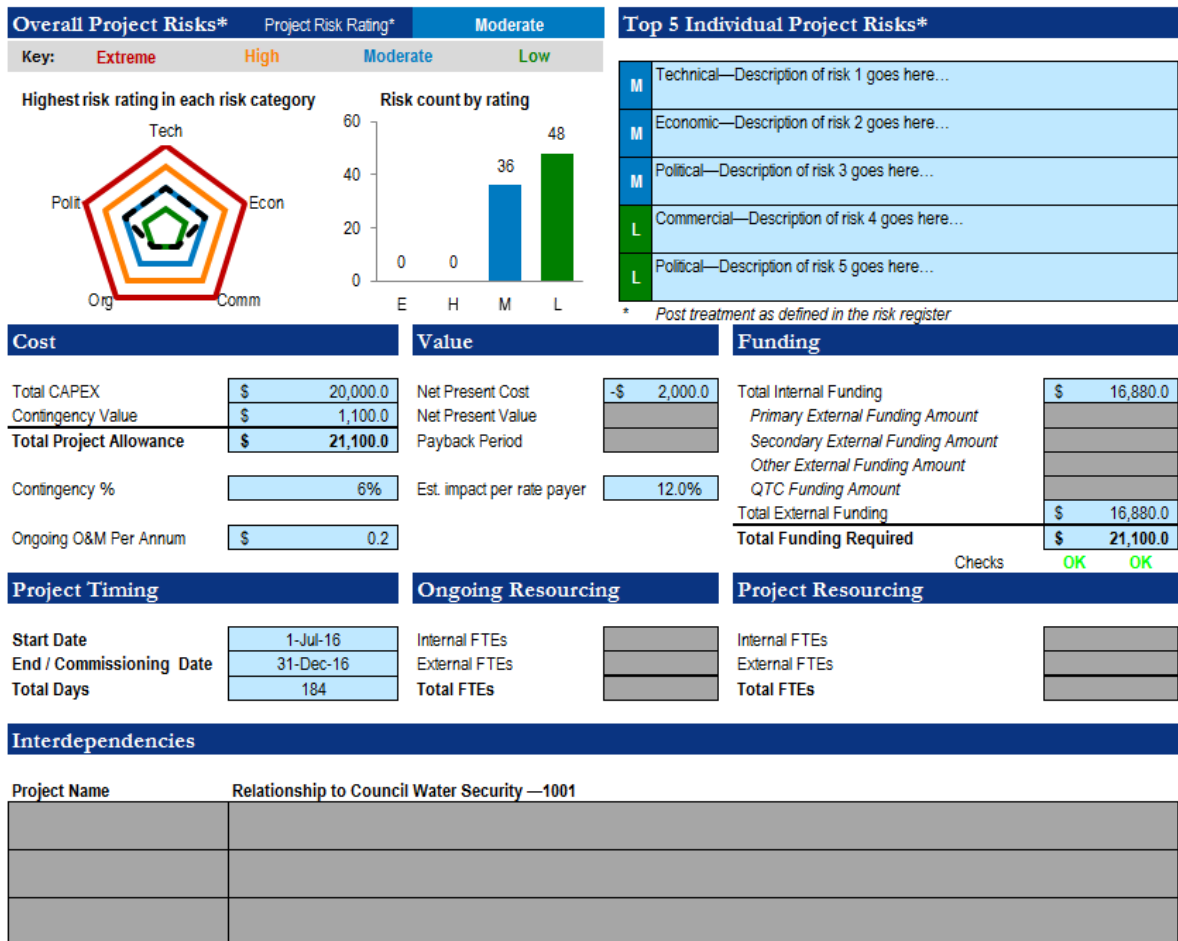 Overall Project Risks* Project Risk Rating* Moderate
Key: Extreme High Moderate Low
Highest risk rating in each risk category
Tech
Polit
Econ
Org
Comm
Risk count by rating
60
40
20
0
0
0
36
48
E H M L
Top 5 Individual Project Risks*
M Technical—Description of risk 1 goes here…
M Economic—Description of risk 2 goes here…
M Political—Description of risk 3 goes here…
L Commercial—Description of risk 4 goes here…
L Political—Description of risk 5 goes here…
* Post treatment as defined in the risk register
Cost
Total CAPEX $ 20,000.0
Contingency Value $ 1,100.0
Total Project Allowance $ 21,100.0
Contingency % 6%
Ongoing O&M Per Annum $ 0.2
Value
Net Present Cost -$ 2,000.0
Net Present Value
Payback Period
Est. impact per rate payer 12.0%
Funding
Total Internal Funding $ 16,880.0
Primary External Funding Amount
Secondary External Funding Amount
Other External Funding Amount
QTC Funding Amount
Total External Funding $ 16,880.0
Total Funding Required $ 21,100.0
Checks OK OK
Project Timing
Start Date 1-Jul-16
End / Commissioning Date 31-Dec-16
Total Days 184
Ongoing Resourcing
Internal FTEs
External FTEs
Total FTEs
Project Resourcing
Internal FTEs
External FTEs
Total FTEs
Interdependencies
Project Name Relationship to Council Water Security —1001